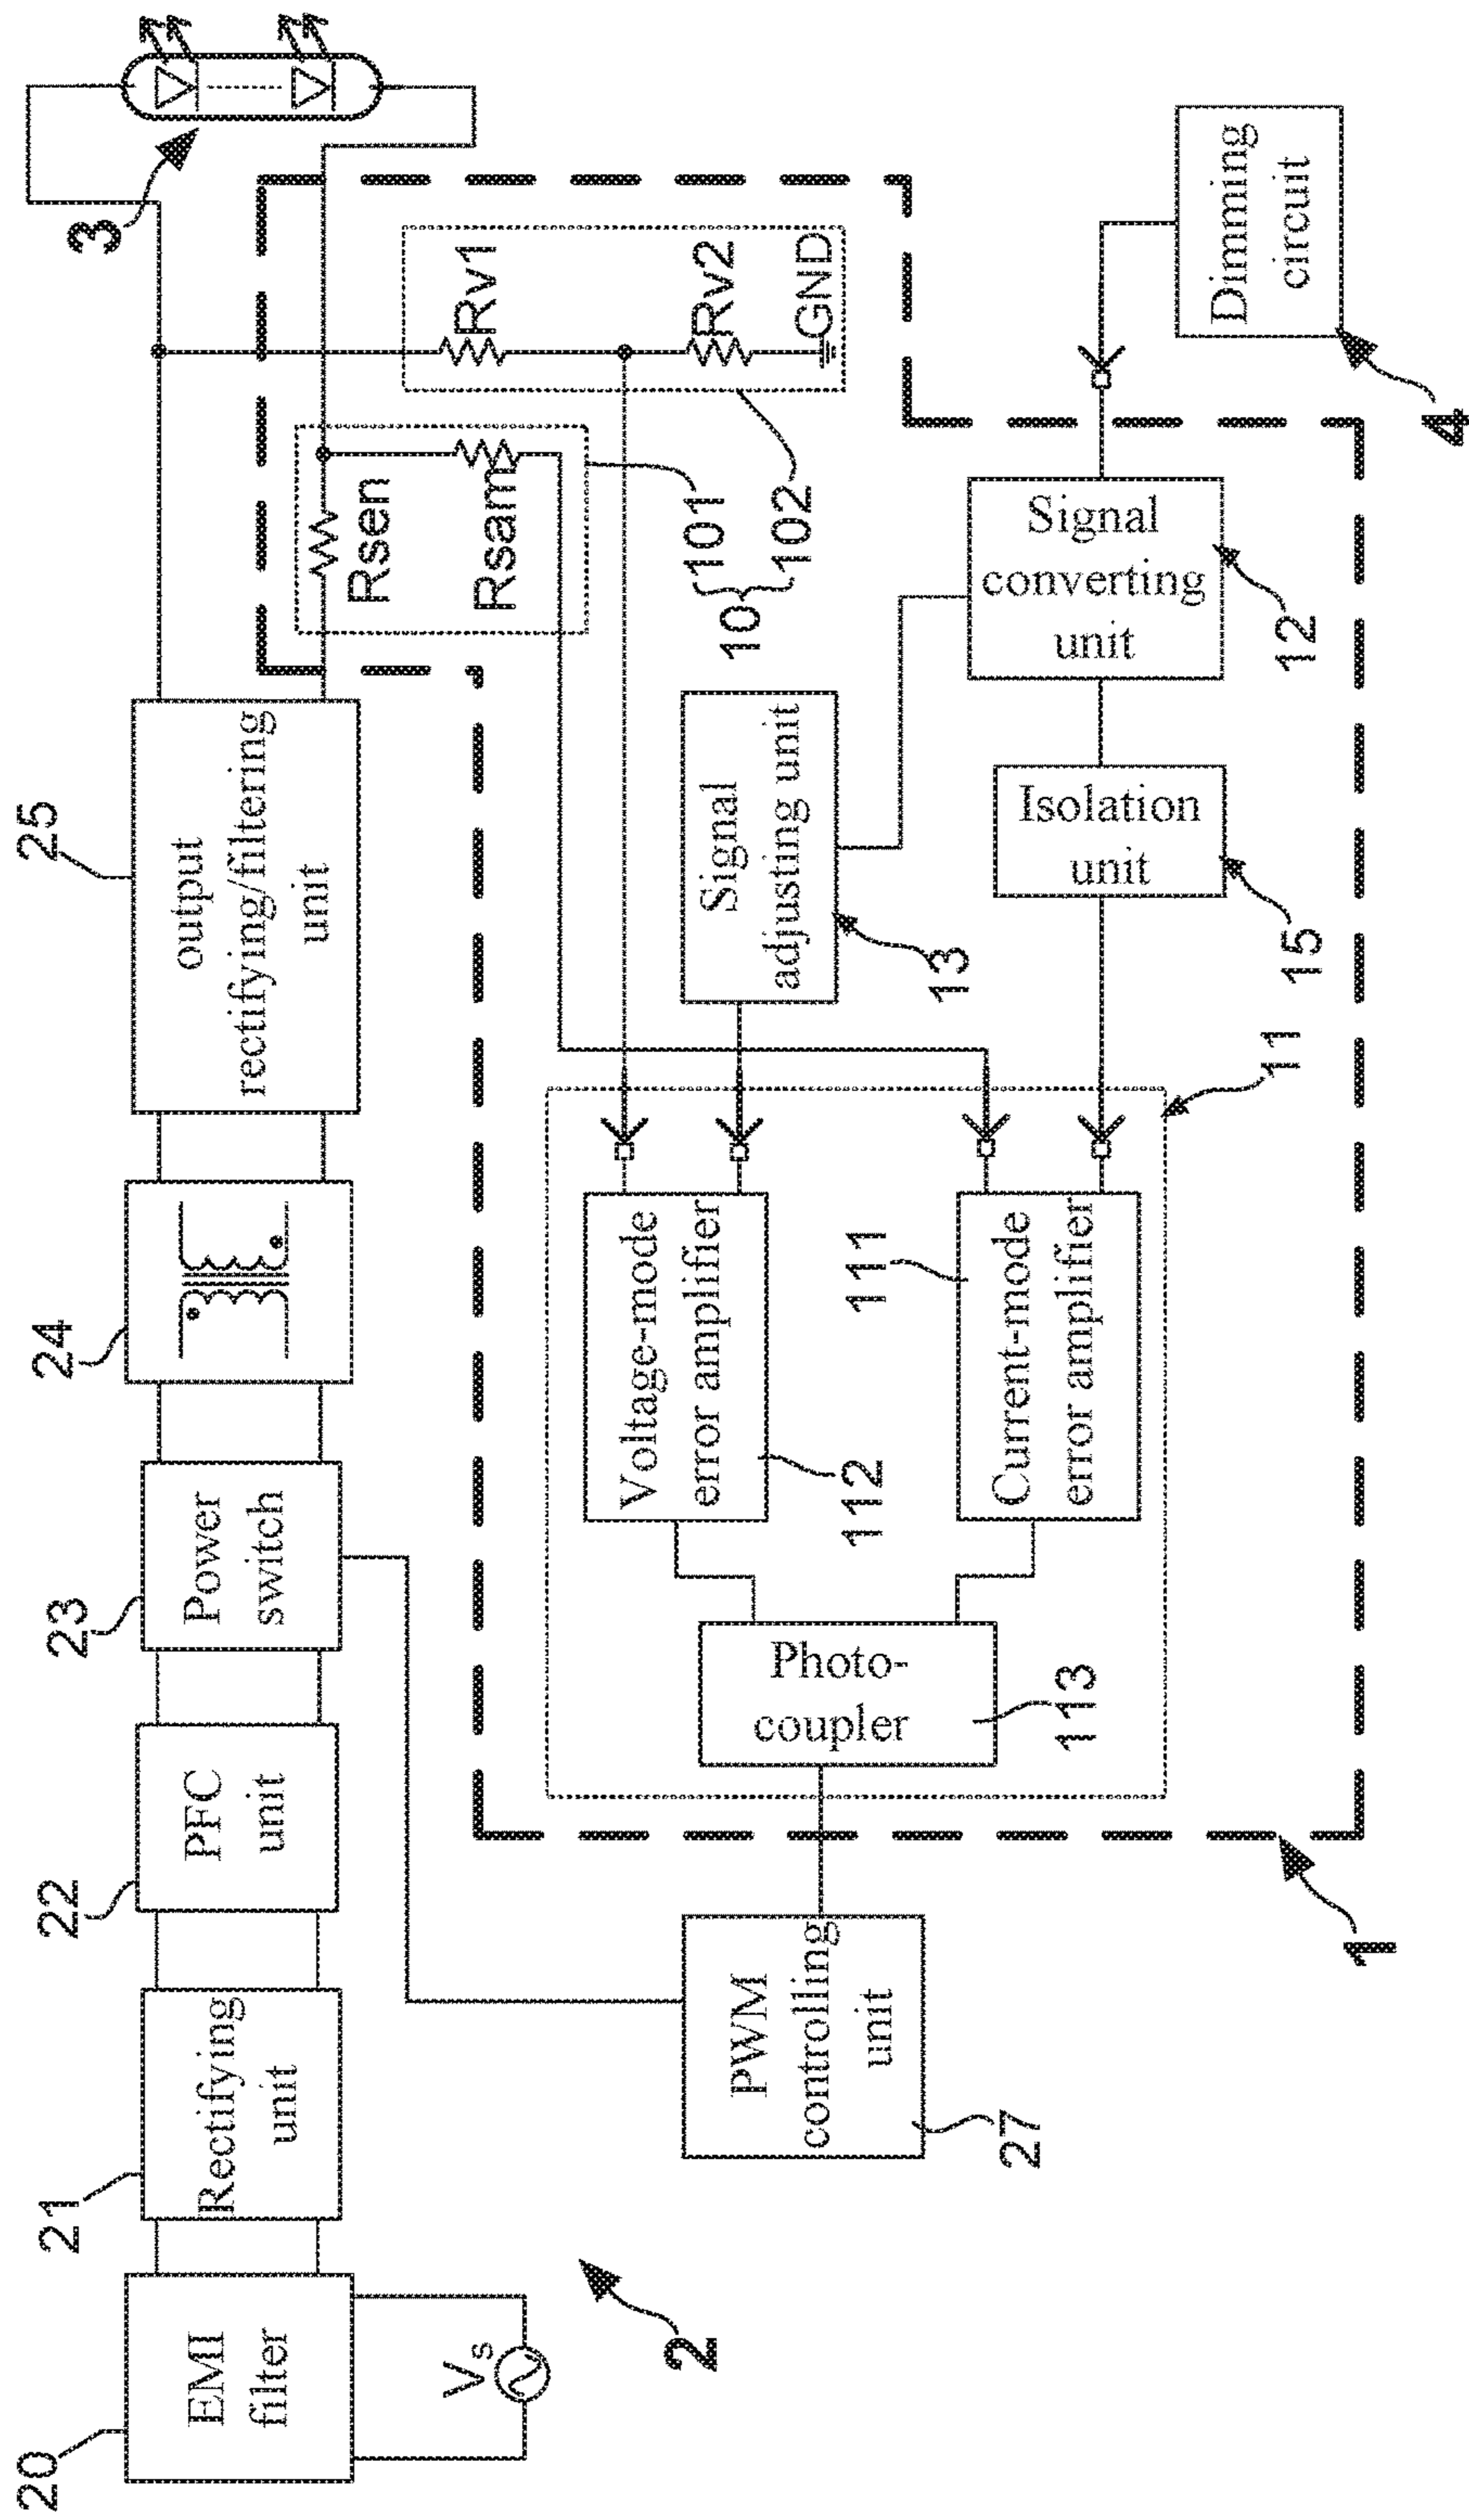 20
EMI
filter
21
Rectifying
unit
22
PFC
unit
23
Power
switch
24
25
output
rectifying/filtering
unit
3
Vs
2
Rsen
Rsam
Rv1
Rv2
GND
101
10
102
PWM
controlling
unit
27
Photo-
coupler
113
Voltage-mode
error amplifier
112
111
Current-mode
error amplifier
11
Signal
adjusting unit
13
Signal
converting
unit
12
Isolation
unit
15
Dimming
circuit
4
1